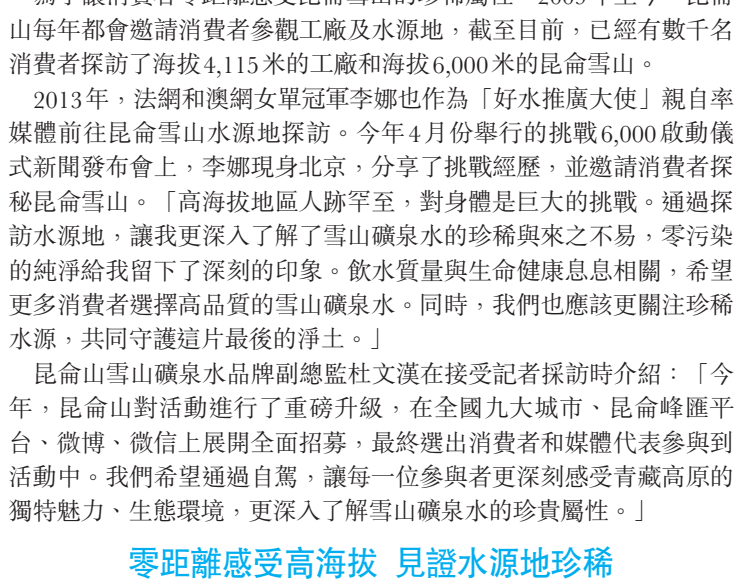 山每年都會邀請消費者參觀工廠及水源地，截至目前，已經有數千名
消費者探訪了海拔4,115米的工廠和海拔6,000米的昆侖雪山。
2013年，法網和澳網女單冠軍李娜也作為「好水推廣大使」親自率
媒體前往昆侖雪山水源地探訪。今年4月份舉行的挑戰6,000啟動儀
式新聞發布會上，李娜現身北京，分享了挑戰經歷，並邀請消費者探
秘昆侖雪山。「高海拔地區人跡罕至，對身體是巨大的挑戰。通過探
訪水源地，讓我更深入了解了雪山礦泉水的珍稀與來之不易，零污染
的純淨給我留下了深刻的印象。飲水質量與生命健康息息相關，希望
更多消費者選擇高品質的雪山礦泉水。同時，我們也應該更關注珍稀
水源，共同守護這片最後的淨土。」
昆侖山雪山礦泉水品牌副總監杜文漢在接受記者採訪時介紹：「今
年，昆侖山對活動進行了重磅升級，在全國九大城市、昆侖峰匯平
台、微博、微信上展開全面招募，最終選出消費者和媒體代表參與到
活動中。我們希望通過自駕，讓每一位參與者更深刻感受青藏高原的
獨特魅力、生態環境，更深入了解雪山礦泉水的珍貴屬性。」
零距離感受高海拔 見證水源地珍稀